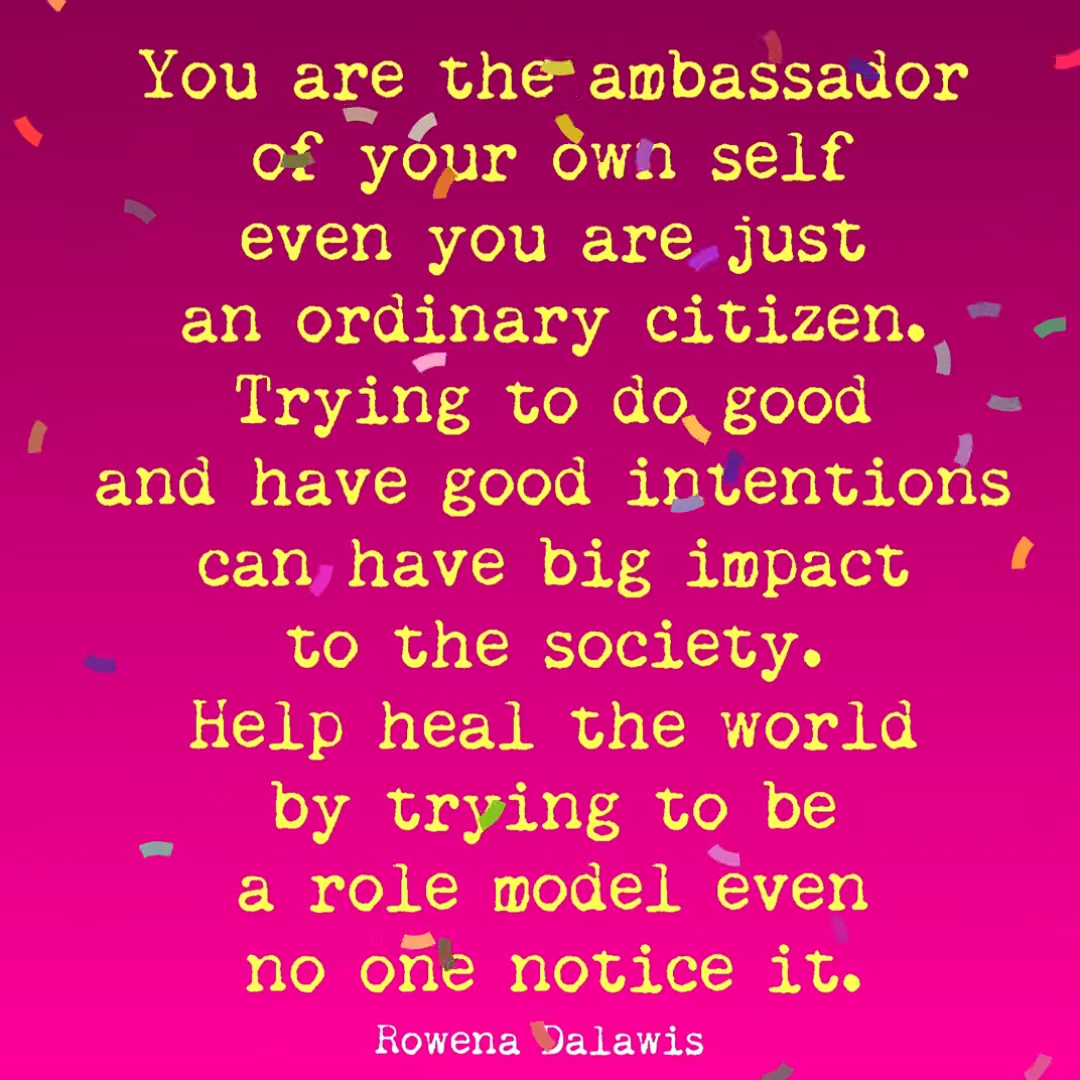 You are the ambassador
of your own self
even you are just
an ordinary citizen.
Trying to do good
and have good intentions
can have big impact
to the society.
Help heal the world
by trying to be
a role model even
no one notice it.
Rowena Dalawis